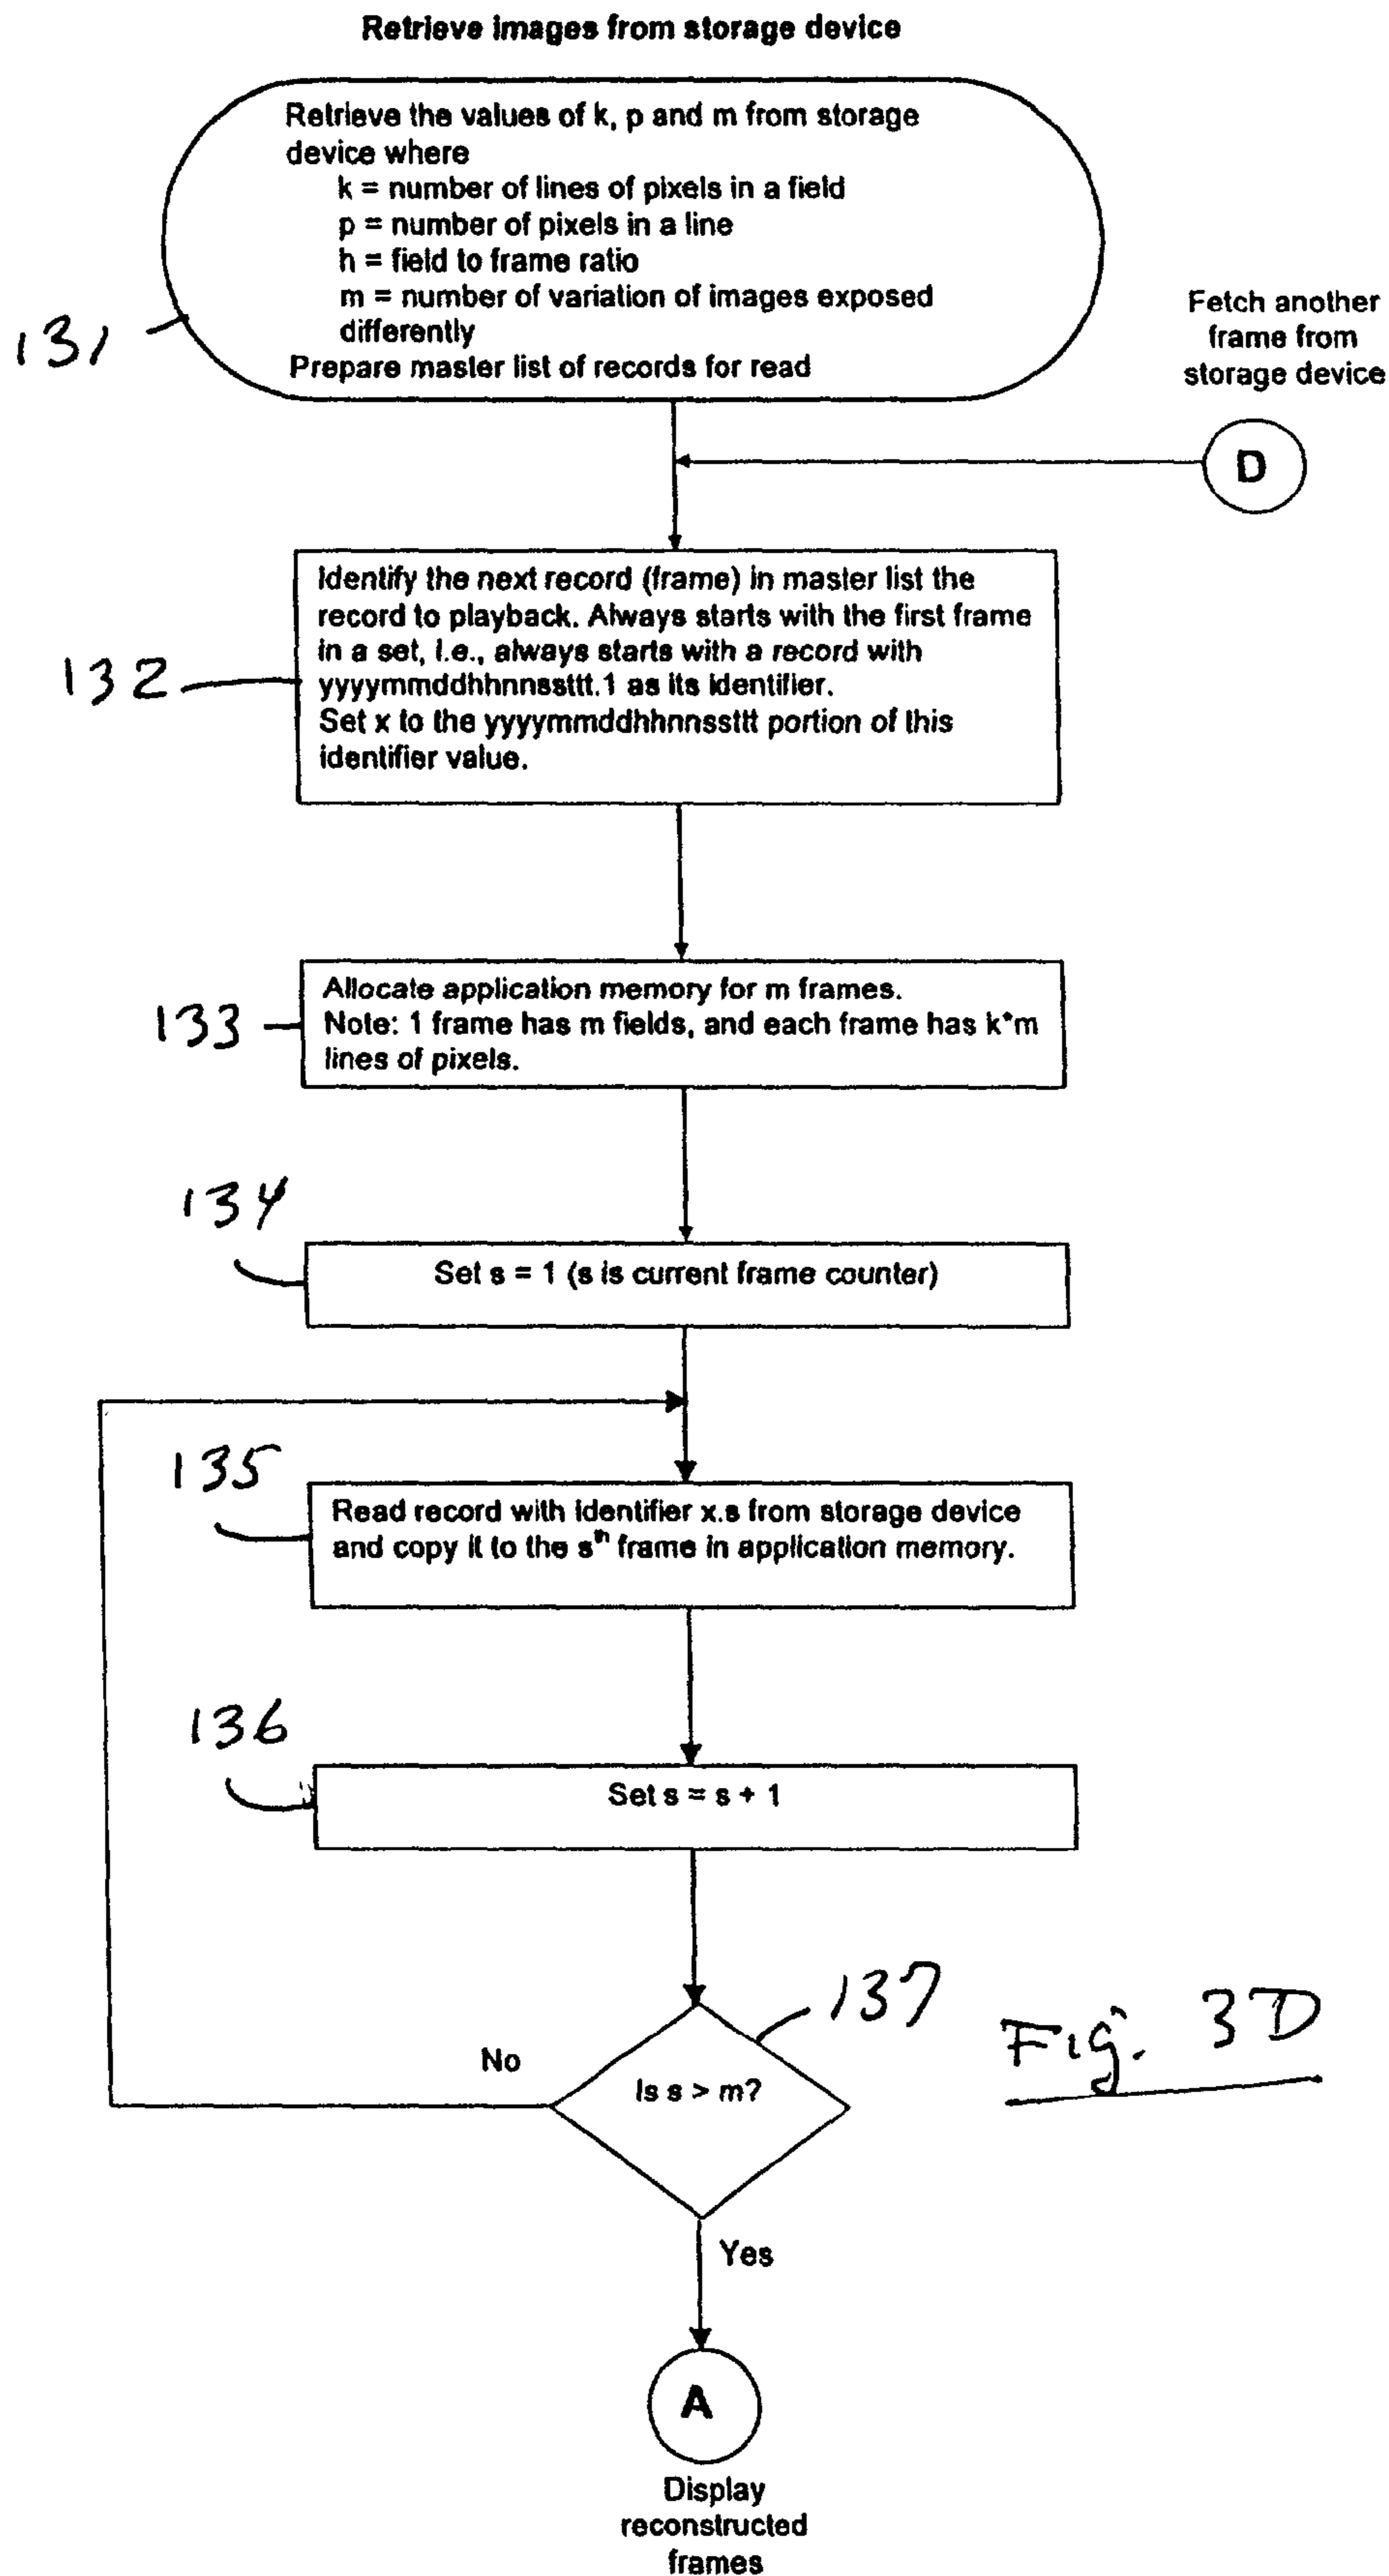 Retrieve images from storage device
Retrieve the values of k, p and m from storage
device where
k = number of lines of pixels in a field
p = number of pixels in a line
h = field to frame ratio
m = number of variation of images exposed
differently
Prepare master list of records for read
131
Fetch another
frame from
storage device
D
Identify the next record (frame) in master list the
record to playback. Always starts with the first frame
in a set, i.e., always starts with a record with
yyyymmddhhnnssttt.1 as its identifier.
Set x to the yyyymmddhhnnssttt portion of this
identifier value.
132
Allocate application memory for m frames.
Note: 1 frame has m fields, and each frame has k*m
lines of pixels.
133
134
Set s = 1 (s is current frame counter)
135
Read record with identifier x.s from storage device
and copy it to the sth frame in application memory.
136
Set s = s + 1
137
No
Is s > m?
Fig. 3D
Yes
A
Display
reconstructed
frames